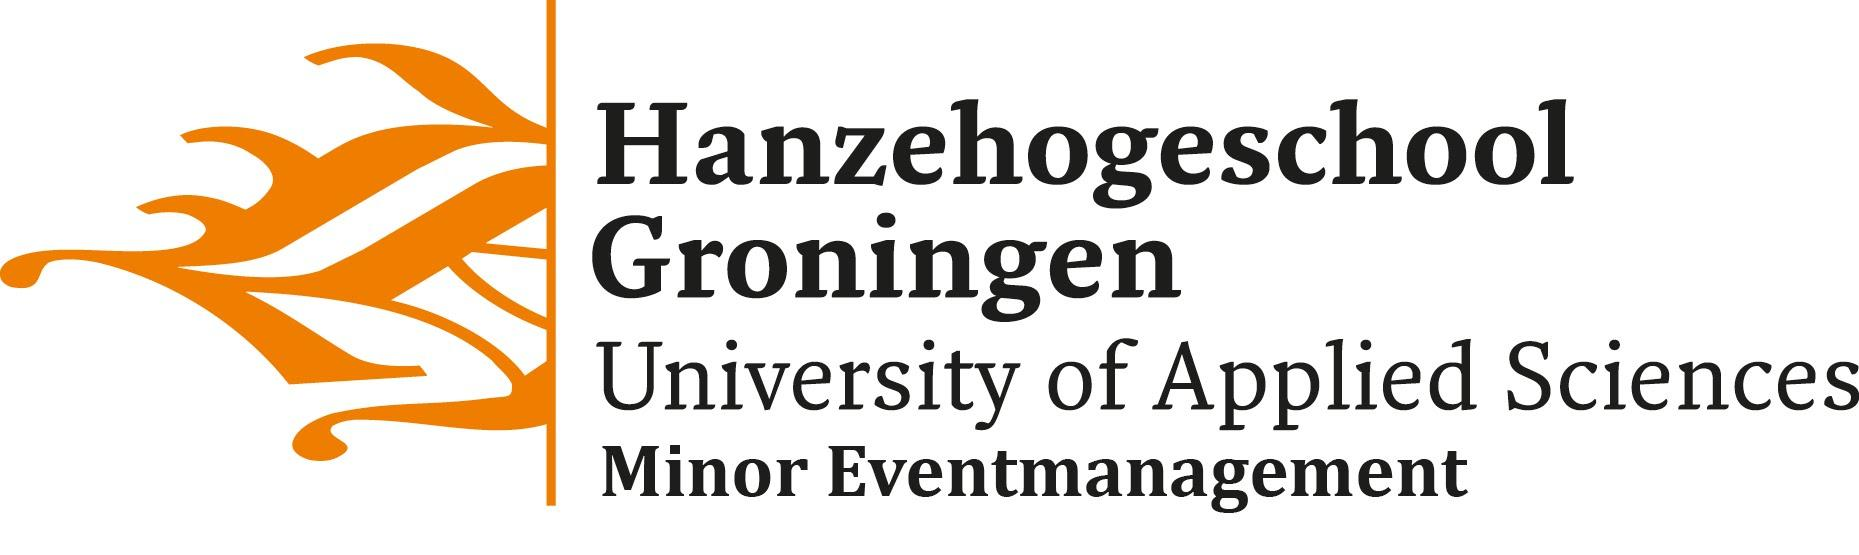 Hanzehogeschool
Groningen
University of Applied Sciences
Minor Eventmanagement